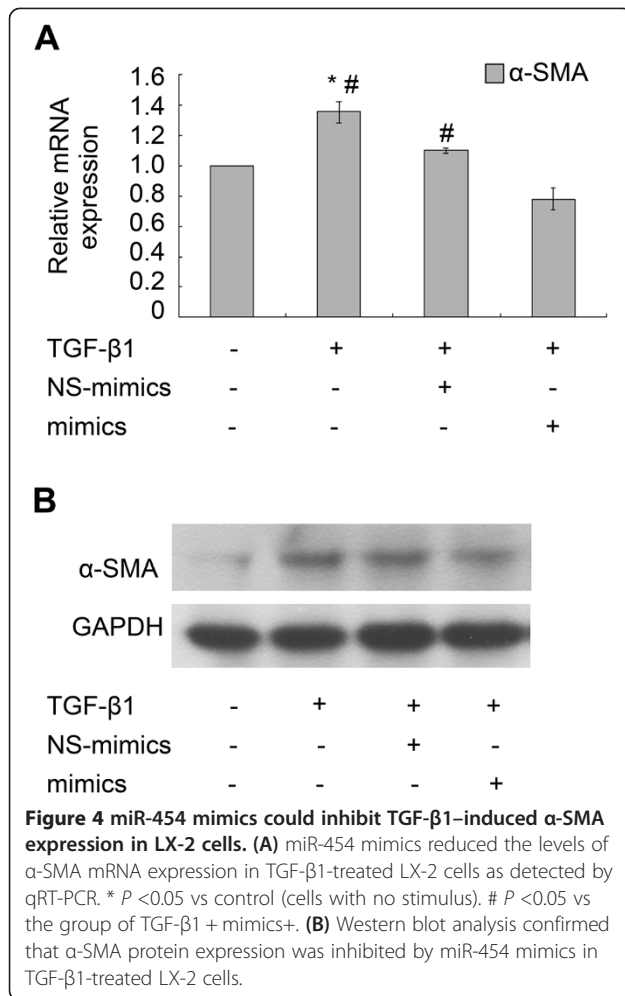 A
Relative mRNA
expression
1.6
1.4
1.2
1.0
0.8
0.6
0.4
0.2
0
* #
#
α-SMA
TGF-β1 - + + +
NS-mimics - - + -
mimics - - - +
B
α-SMA
GAPDH
TGF-β1 - + + +
NS-mimics - - + -
mimics - - - +
Figure 4 miR-454 mimics could inhibit TGF-β1–induced α-SMA
expression in LX-2 cells. (A) miR-454 mimics reduced the levels of
α-SMA mRNA expression in TGF-β1-treated LX-2 cells as detected by
qRT-PCR. * P <0.05 vs control (cells with no stimulus). # P <0.05 vs
the group of TGF-β1 + mimics+. (B) Western blot analysis confirmed
that α-SMA protein expression was inhibited by miR-454 mimics in
TGF-β1-treated LX-2 cells.